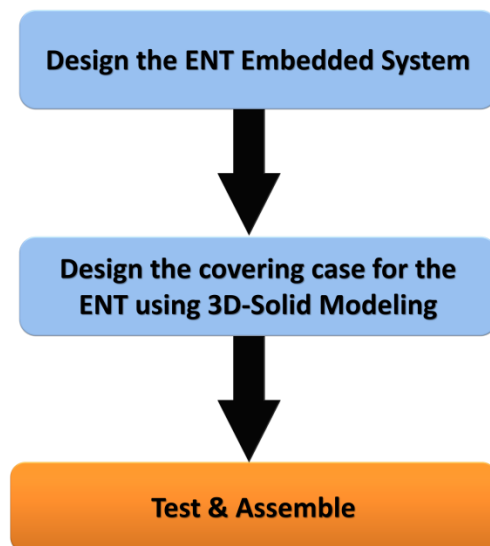 Design the ENT Embedded System
Design the covering case for the
ENT using 3D-Solid Modeling
Test & Assemble